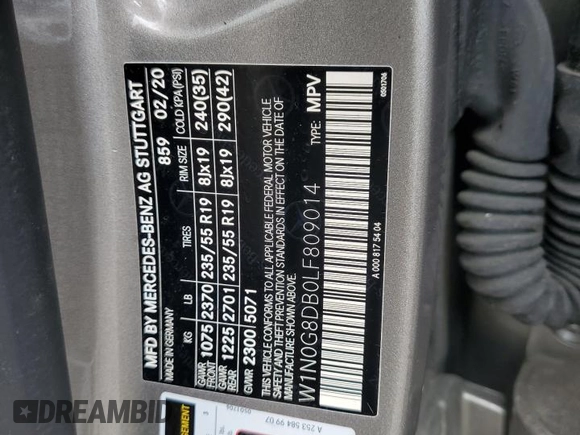 MFD BY MERCEDES-BENZ AG STUTTGART
MADE IN GERMANY 859 02/20
KG LB TIRES RIM SIZE COLD KPA(PSI)
GAWR FRONT 1075 2370 235/55 R19 8Jx19 240(35)
GAWR REAR 1225 2701 235/55 R19 8Jx19 290(42)
GVWR 2300 5071
THIS VEHICLE CONFORMS TO ALL APPLICABLE FEDERAL MOTOR VEHICLE
SAFETY AND THEFT PREVENTION STANDARDS IN EFFECT ON THE DATE OF
MANUFACTURE SHOWN ABOVE.
TYPE: MPV
W1N0G8DB0LF809014
A 000 817 54 04
0S01706
A 253 584 99 07
DREAMBID